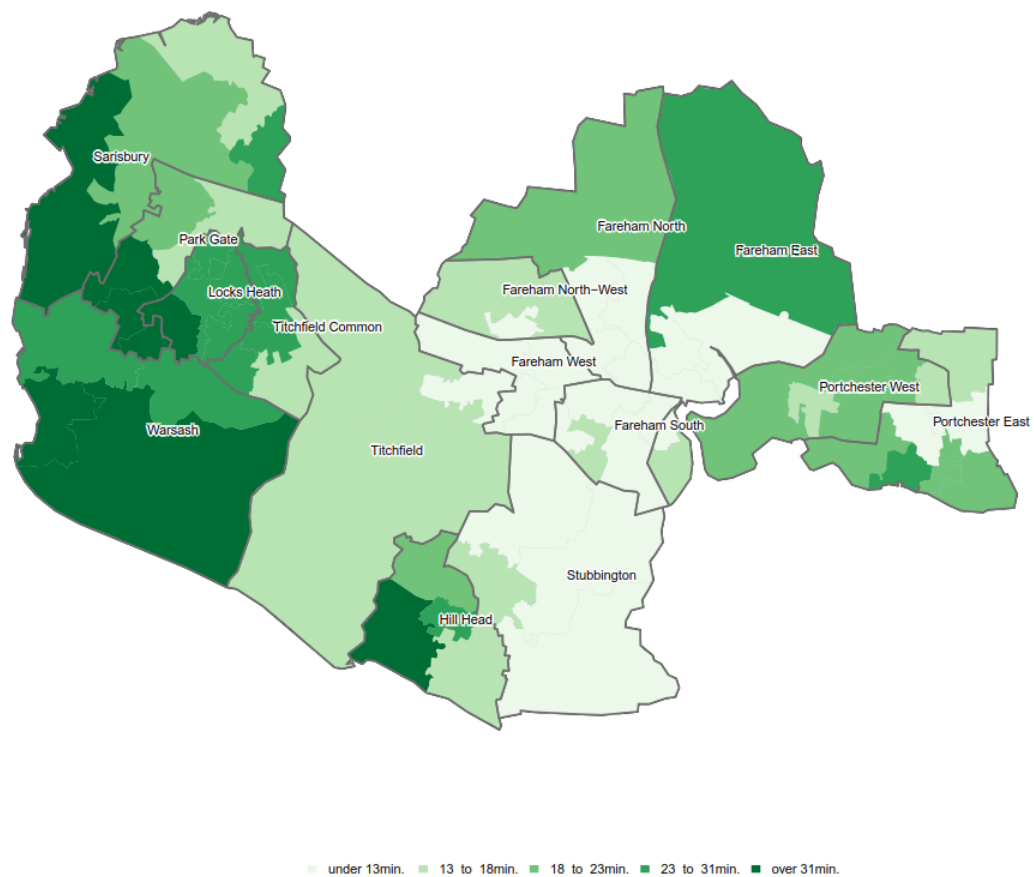 Sarisbury
Fareham North
Park Gate
Fareham East
Fareham North-West
Locks Heath
Titchfield Common
Fareham West
Portchester West
Portchester East
Warsash
Fareham South
Titchfield
Stubbington
Hill Head
under 13min. 13 to 18min. 18 to 23min. 23 to 31min. over 31min.